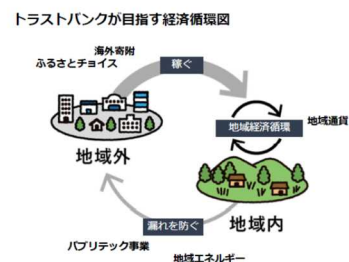 トラストバンクが目指す経済循環図
海外寄附
ふるさとチョイス
稼ぐ
地域経済循環
地域通貨
地域外
地域内
漏れを防ぐ
パブリテック事業
地域エネルギー